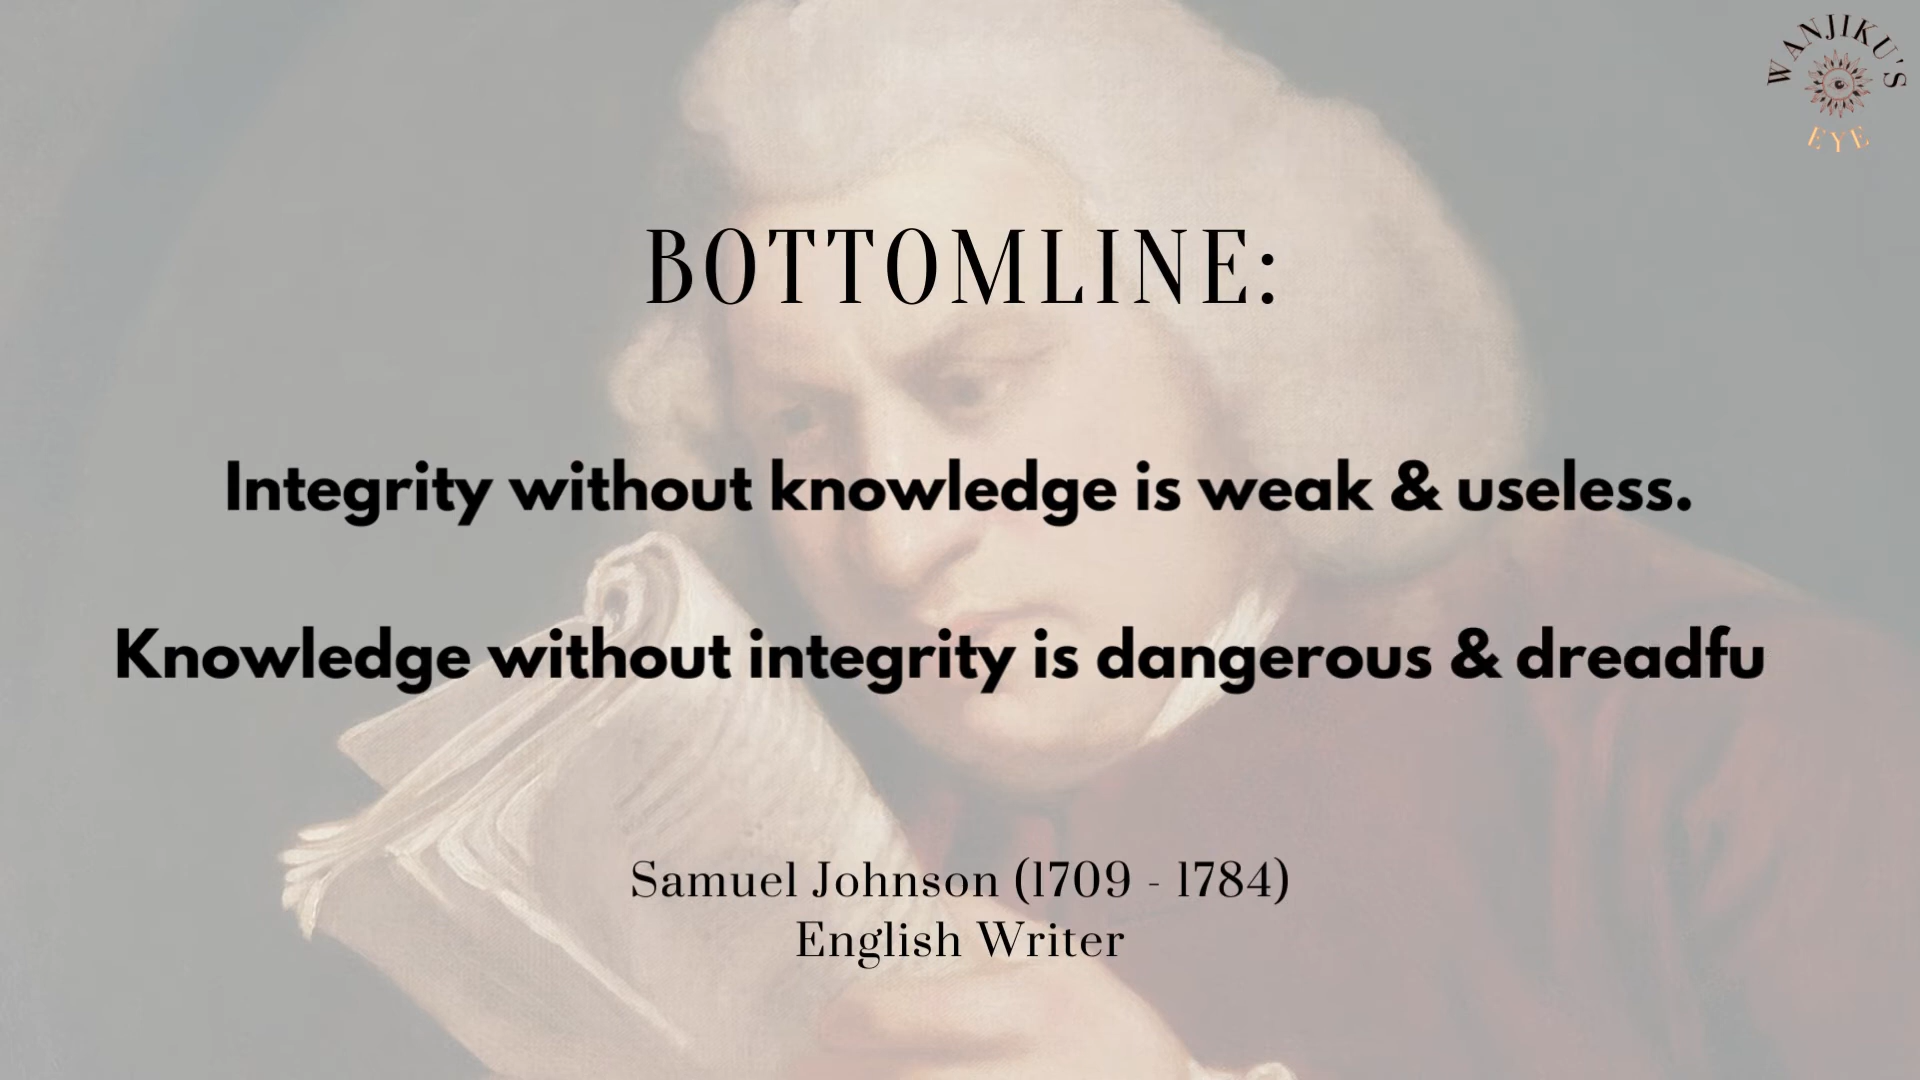 WANJIKU'S
EYE
BOTTOMLINE:
Integrity without knowledge is weak & useless.
Knowledge without integrity is dangerous & dreadfu
Samuel Johnson (1709 - 1784)
English Writer